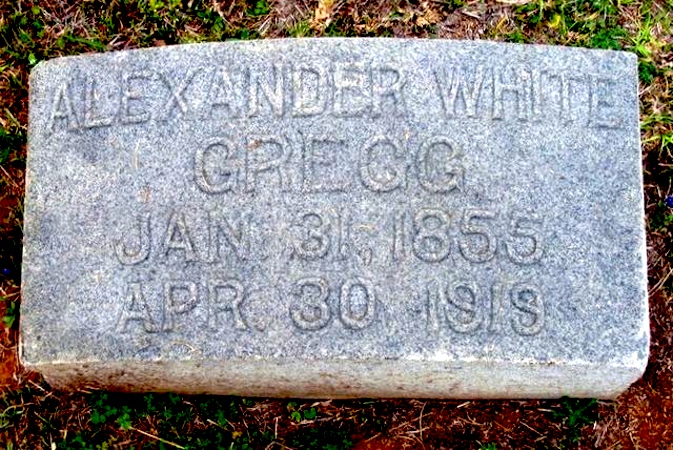 ALEXANDER WHITE
GREGG
JAN. 31, 1855
APR. 30, 1919